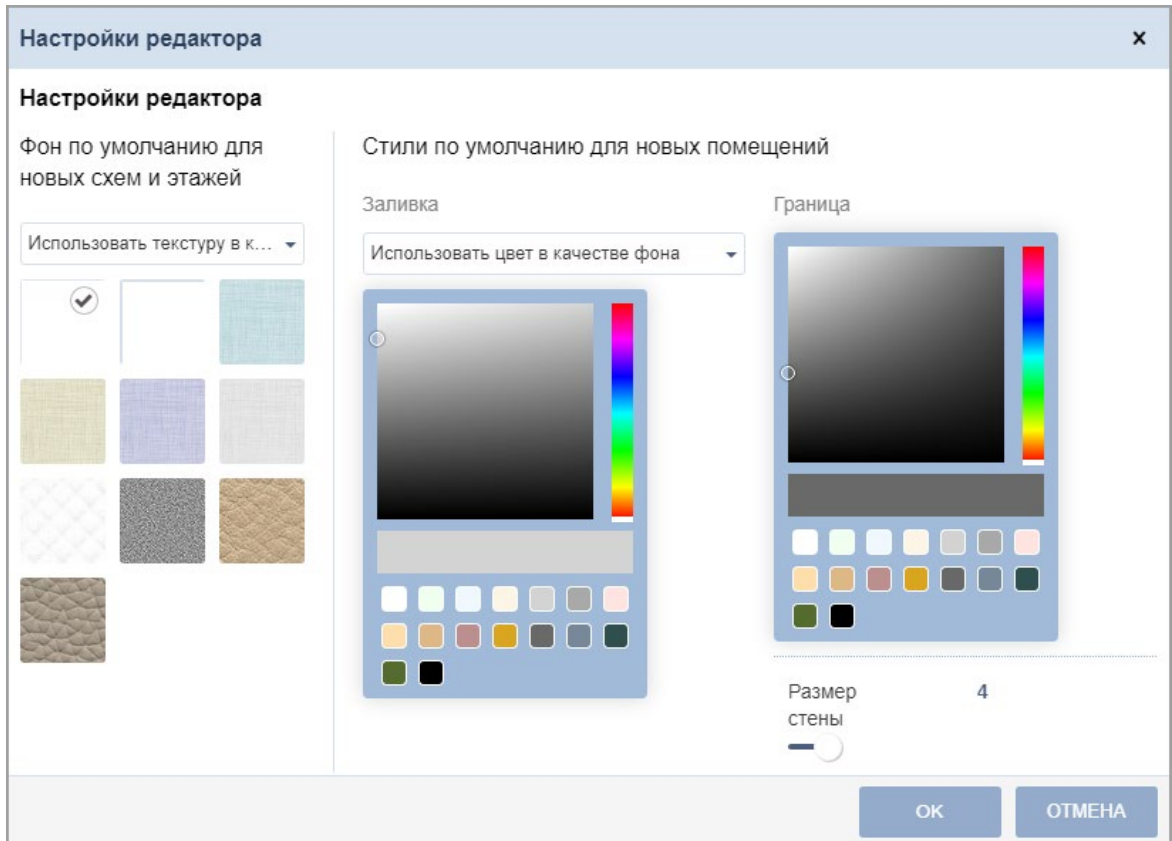 Настройки редактора
×
Настройки редактора
Фон по умолчанию для
новых схем и этажей
Использовать текстуру в к...
Стили по умолчанию для новых помещений
Заливка
Использовать цвет в качестве фона
Граница
Размер
стены
4
ОК
ОТМЕНА